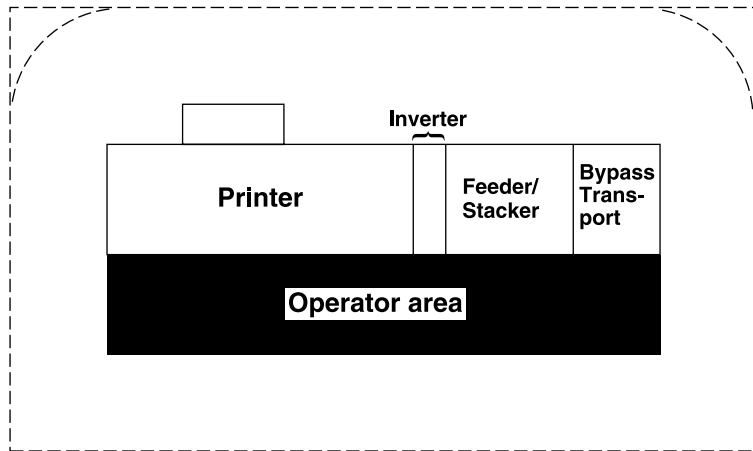 Inverter
Printer
Feeder/
Stacker
Bypass
Trans-
port
Operator area